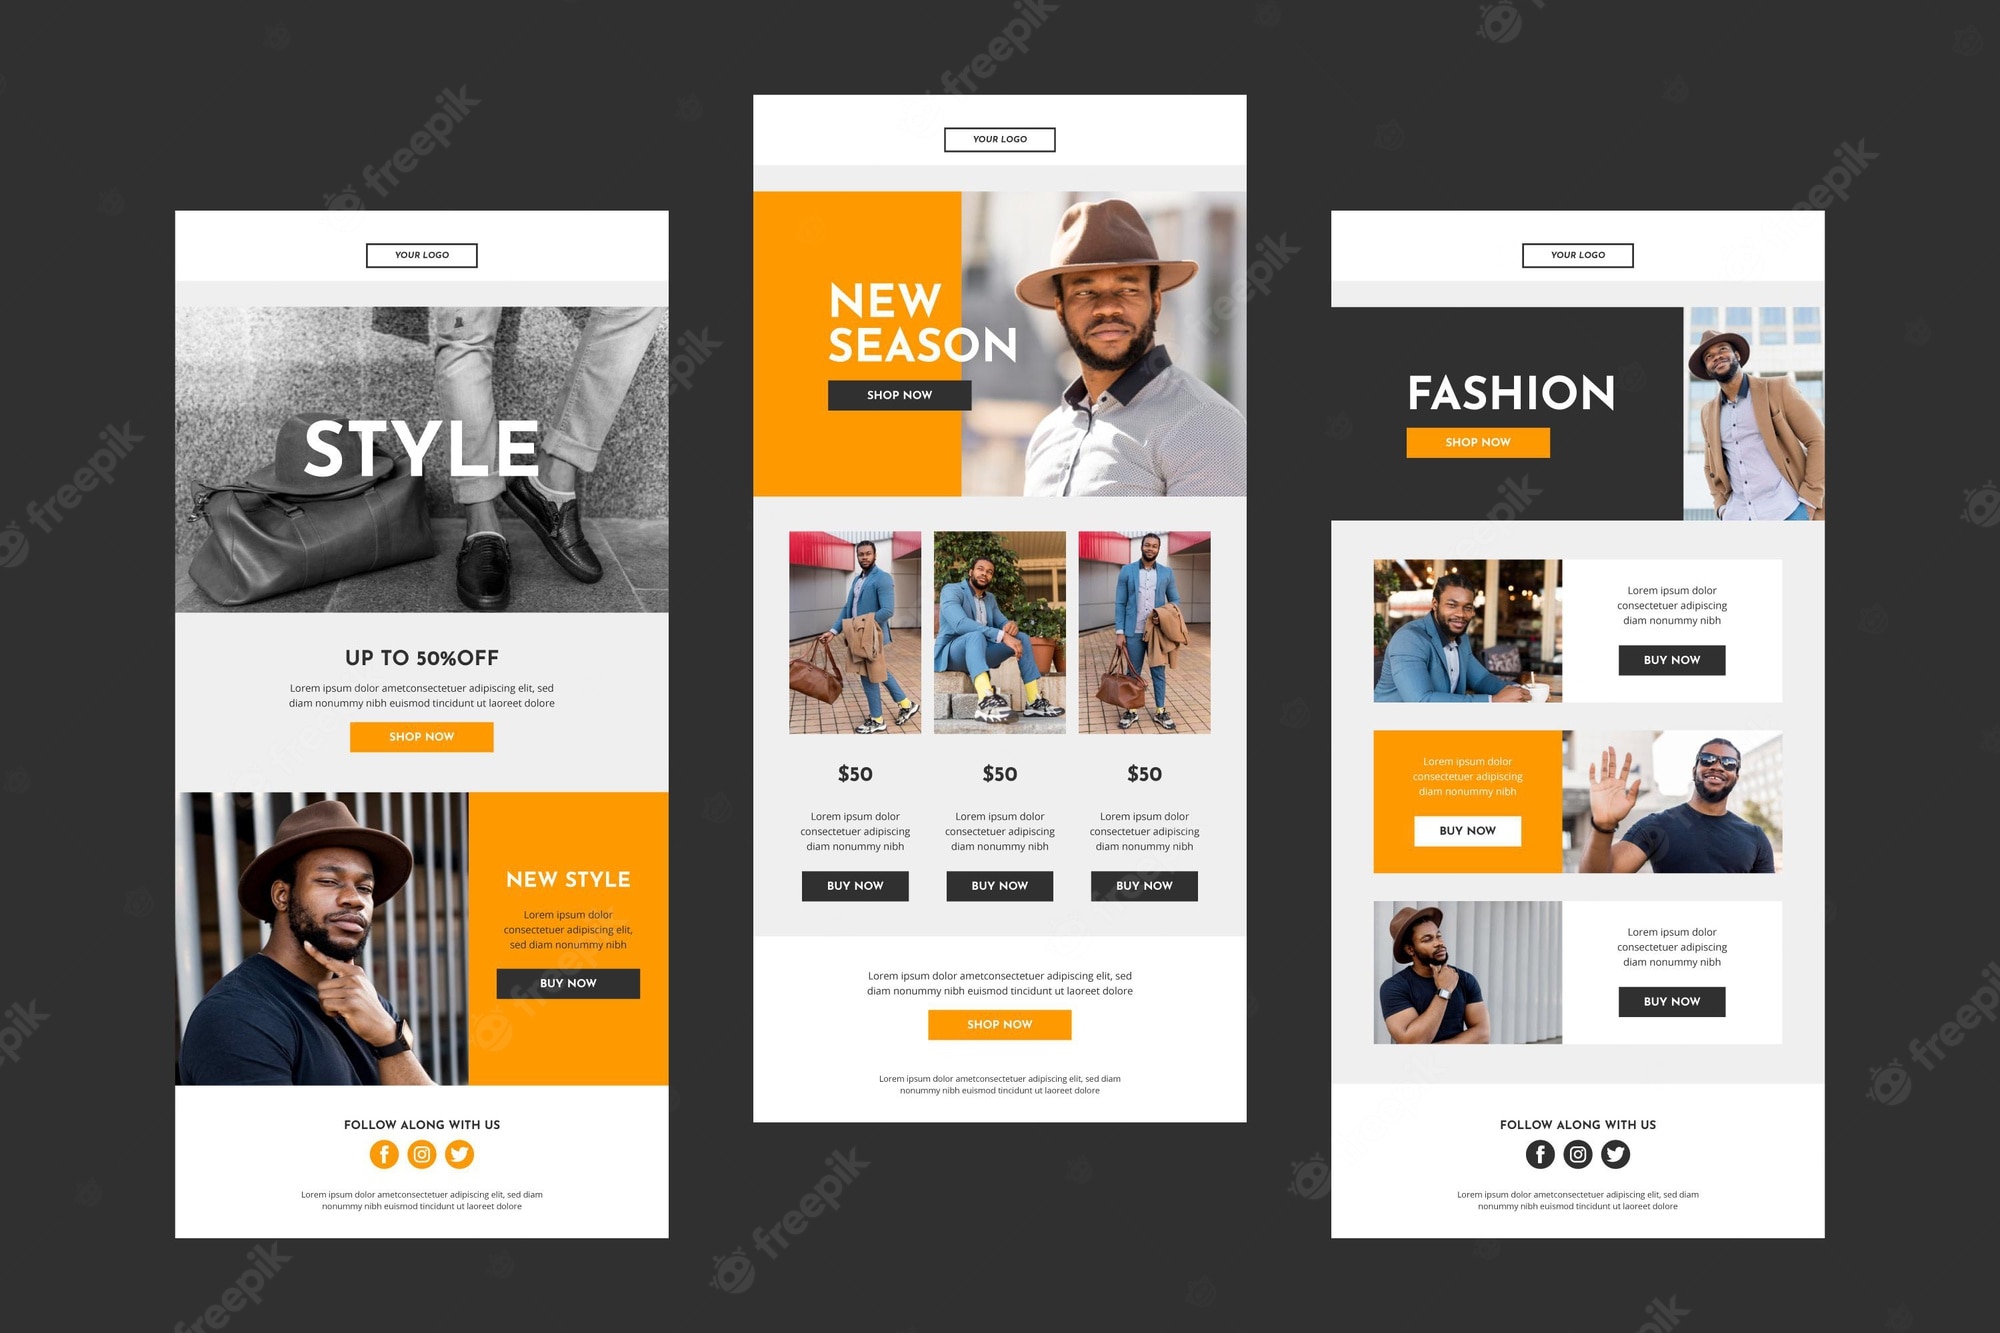 YOUR LOGO
STYLE
UP TO 50%OFF
Lorem ipsum dolor ametconsectetuer adipiscing elit, sed
diam nonummy nibh euismod tincidunt ut laoreet dolore
SHOP NOW
NEW STYLE
Lorem ipsum dolor
consectetuer adipiscing elit,
sed diam nonummy nibh
BUY NOW
FOLLOW ALONG WITH US
Lorem ipsum dolor ametconsectetuer adipiscing elit, sed diam
nonummy nibh euismod tincidunt ut laoreet dolore
YOUR LOGO
NEW
SEASON
SHOP NOW
$50
Lorem ipsum dolor
consectetuer adipiscing
diam nonummy nibh
BUY NOW
$50
Lorem ipsum dolor
consectetuer adipiscing
diam nonummy nibh
BUY NOW
$50
Lorem ipsum dolor
consectetuer adipiscing
diam nonummy nibh
BUY NOW
Lorem ipsum dolor ametconsectetuer adipiscing elit, sed
diam nonummy nibh euismod tincidunt ut laoreet dolore
SHOP NOW
Lorem ipsum dolor ametconsectetuer adipiscing elit, sed diam
nonummy nibh euismod tincidunt ut laoreet dolore
YOUR LOGO
FASHION
SHOP NOW
Lorem ipsum dolor
consectetuer adipiscing
diam nonummy nibh
BUY NOW
Lorem ipsum dolor
consectetuer adipiscing
diam nonummy nibh
BUY NOW
Lorem ipsum dolor
consectetuer adipiscing
diam nonummy nibh
BUY NOW
FOLLOW ALONG WITH US
Lorem ipsum dolor ametconsectetuer adipiscing elit, sed diam
nonummy nibh euismod tincidunt ut laoreet dolore
freepik
freepik
freepik
freepik
freepik
freepik
freepik